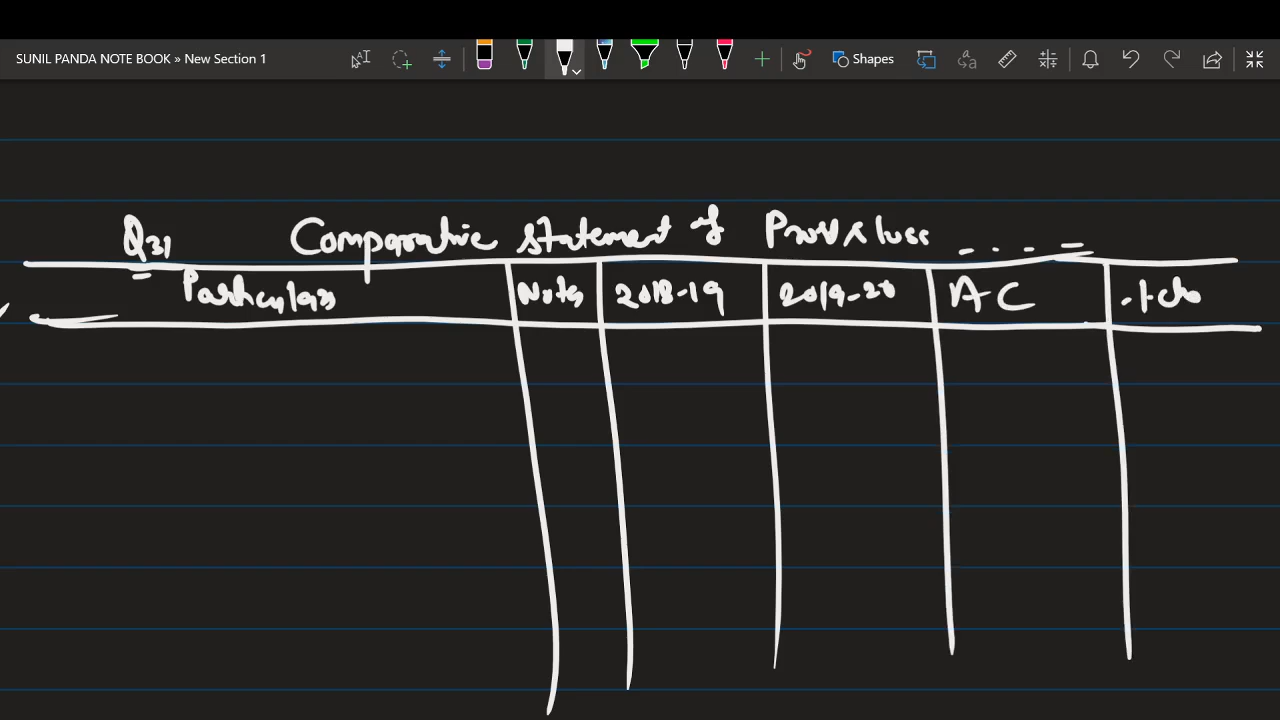 SUNIL PANDA NOTE BOOK » New Section 1
Shapes
Q31 Comparative Statement of Profit & loss ....
Particulars Notes 2018-19 2019-20 AC